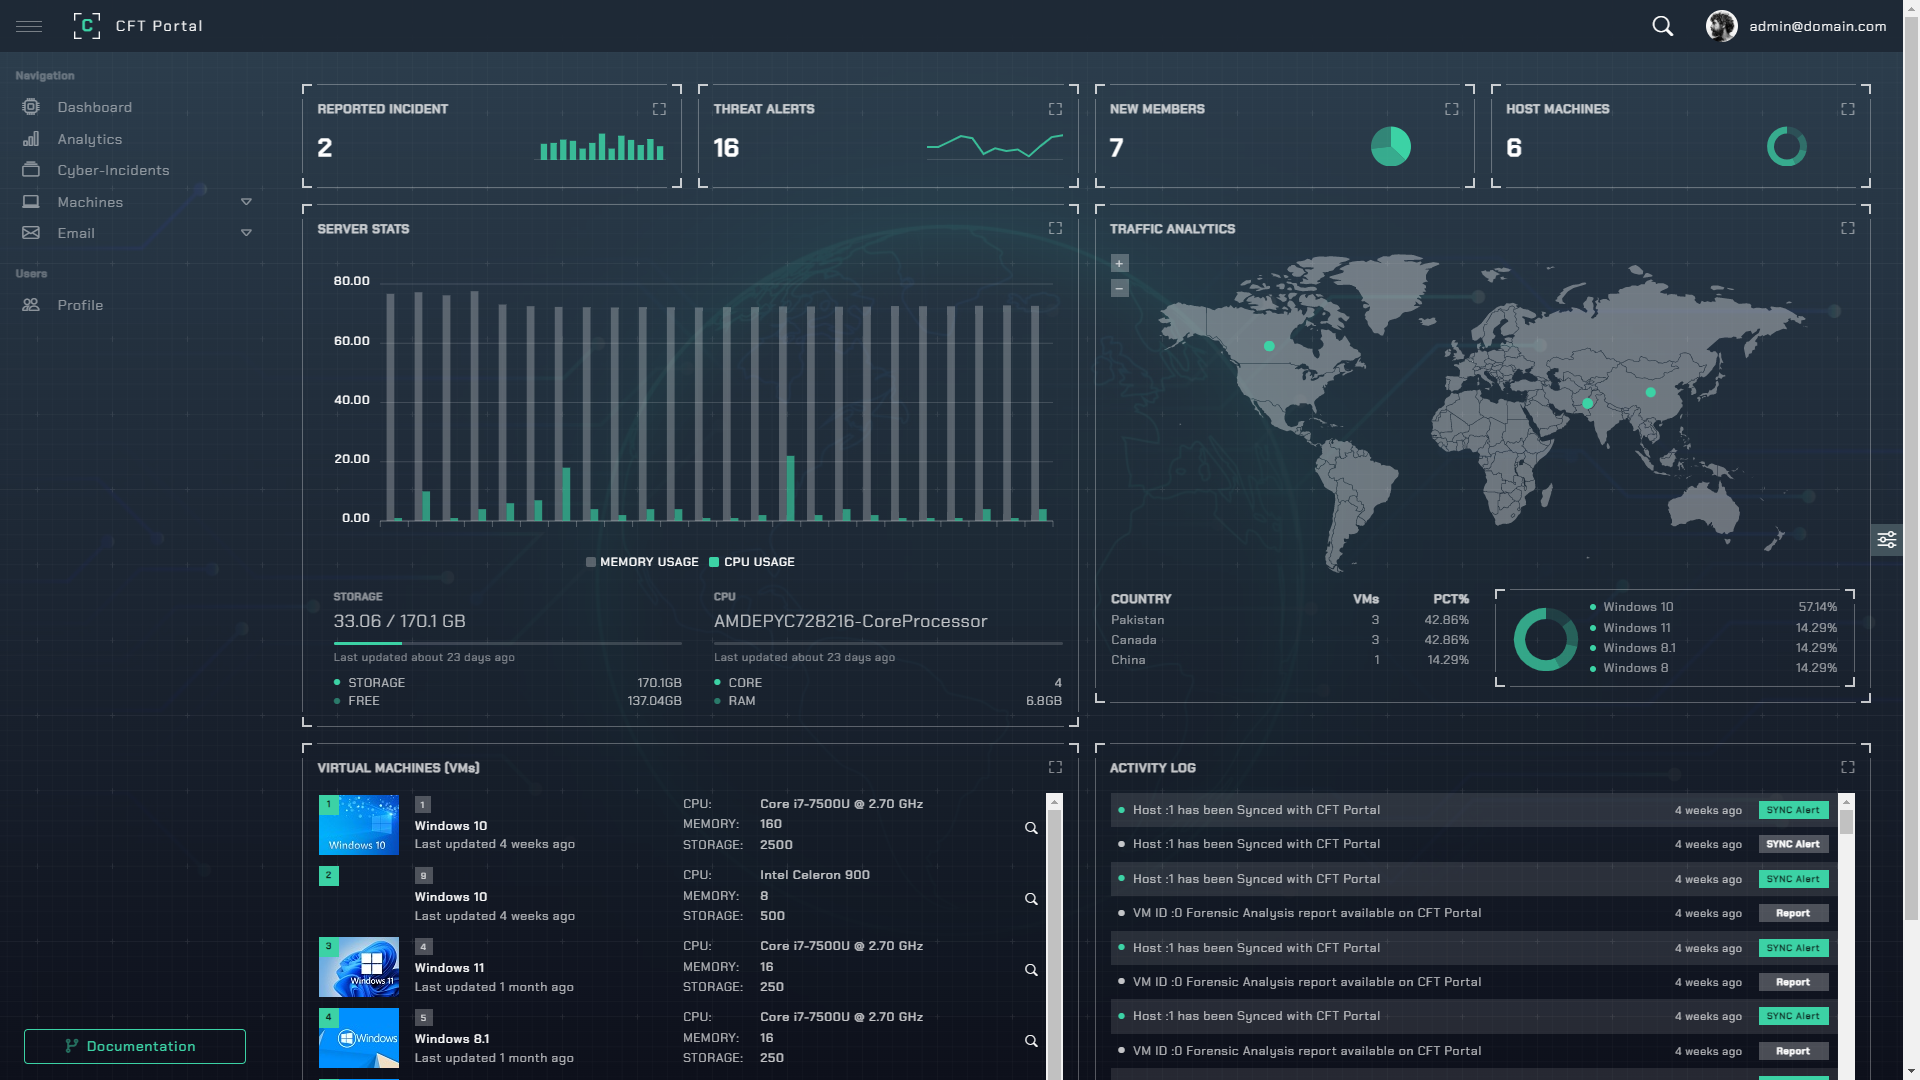 C CFT Portal
admin@domain.com
Navigation
Dashboard
Analytics
Cyber-Incidents
Machines
Email
Users
Profile
Documentation
REPORTED INCIDENT
2
THREAT ALERTS
16
NEW MEMBERS
7
HOST MACHINES
6
SERVER STATS
80.00
60.00
40.00
20.00
0.00
MEMORY USAGE CPU USAGE
STORAGE
33.06 / 170.1 GB
Last updated about 23 days ago
STORAGE 170.1GB
FREE 137.04GB
CPU
AMDEPYC728216-CoreProcessor
Last updated about 23 days ago
CORE 4
RAM 6.8GB
TRAFFIC ANALYTICS
+
−
COUNTRY VMs PCT%
Pakistan 3 42.86%
Canada 3 42.86%
China 1 14.29%
Windows 10 57.14%
Windows 11 14.29%
Windows 8.1 14.29%
Windows 8 14.29%
VIRTUAL MACHINES (VMs)
1
Windows 10
1
Windows 10
Last updated 4 weeks ago
CPU: Core i7-7500U @ 2.70 GHz
MEMORY: 160
STORAGE: 2500
2
9
Windows 10
Last updated 4 weeks ago
CPU: Intel Celeron 900
MEMORY: 8
STORAGE: 500
3
Windows 11
4
Windows 11
Last updated 1 month ago
CPU: Core i7-7500U @ 2.70 GHz
MEMORY: 16
STORAGE: 250
4
Windows
5
Windows 8.1
Last updated 1 month ago
CPU: Core i7-7500U @ 2.70 GHz
MEMORY: 16
STORAGE: 250
ACTIVITY LOG
Host :1 has been Synced with CFT Portal 4 weeks ago SYNC Alert
Host :1 has been Synced with CFT Portal 4 weeks ago SYNC Alert
Host :1 has been Synced with CFT Portal 4 weeks ago SYNC Alert
VM ID :0 Forensic Analysis report available on CFT Portal 4 weeks ago Report
Host :1 has been Synced with CFT Portal 4 weeks ago SYNC Alert
VM ID :0 Forensic Analysis report available on CFT Portal 4 weeks ago Report
Host :1 has been Synced with CFT Portal 4 weeks ago SYNC Alert
VM ID :0 Forensic Analysis report available on CFT Portal 4 weeks ago Report